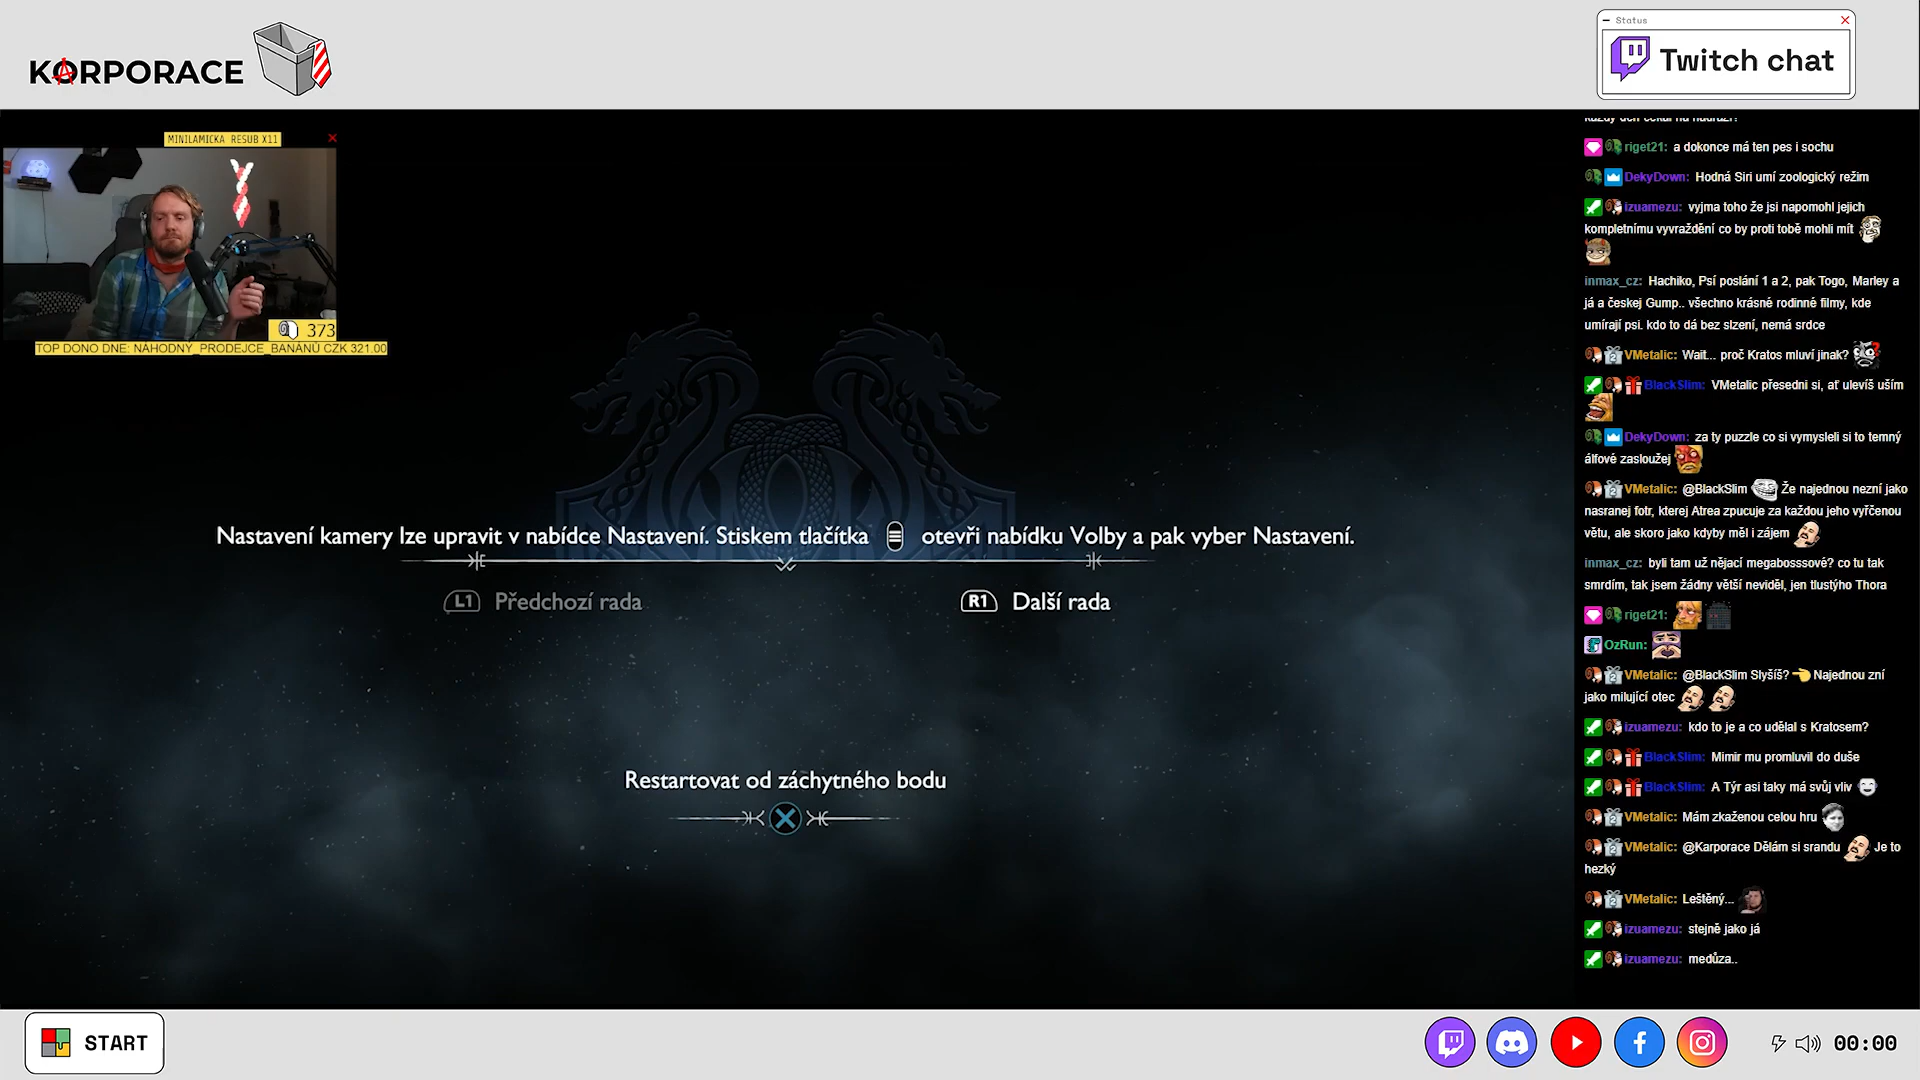 KORPORACE
Status
Twitch chat
MINILAMICKA RESUB X11
373
TOP DONO DNE: NÁHODNÝ_PRODEJCE_BANÁNŮ CZK 321.00
Nastavení kamery lze upravit v nabídce Nastavení. Stiskem tlačítka otevři nabídku Volby a pak vyber Nastavení.
L1 Předchozí rada
R1 Další rada
Restartovat od záchytného bodu
riget21: a dokonce má ten pes i sochu
DekyDown: Hodná Siri umí zoologický režim
izuamezu: vyjma toho že jsi napomohl jejich
kompletnímu vyvraždění co by proti tobě mohli mít
inmax_cz: Hachiko, Psí poslání 1 a 2, pak Togo, Marley a
já a českej Gump.. všechno krásné rodinné filmy, kde
umírají psi. kdo to dá bez slzení, nemá srdce
VMetalic: Wait... proč Kratos mluví jinak?
BlackSlim: VMetalic přesedni si, ať ulevíš uším
DekyDown: za ty puzzle co si vymysleli si to temný
álfové zasloužej
VMetalic: @BlackSlim Že najednou nezní jako
nasranej fotr, kterej Atrea zpucuje za každou jeho vyřčenou
větu, ale skoro jako kdyby měl i zájem
inmax_cz: byli tam už nějací megabosssové? co tu tak
smrdím, tak jsem žádny větší neviděl, jen tlustýho Thora
riget21:
OzRun:
VMetalic: @BlackSlim Slyšíš? Najednou zní
jako milující otec
izuamezu: kdo to je a co udělal s Kratosem?
BlackSlim: Mimir mu promluvil do duše
BlackSlim: A Týr asi taky má svůj vliv
VMetalic: Mám zkaženou celou hru
VMetalic: @Karporace Dělám si srandu Je to
hezký
VMetalic: Leštěný...
izuamezu: stejně jako já
izuamezu: medůza..
START
00:00